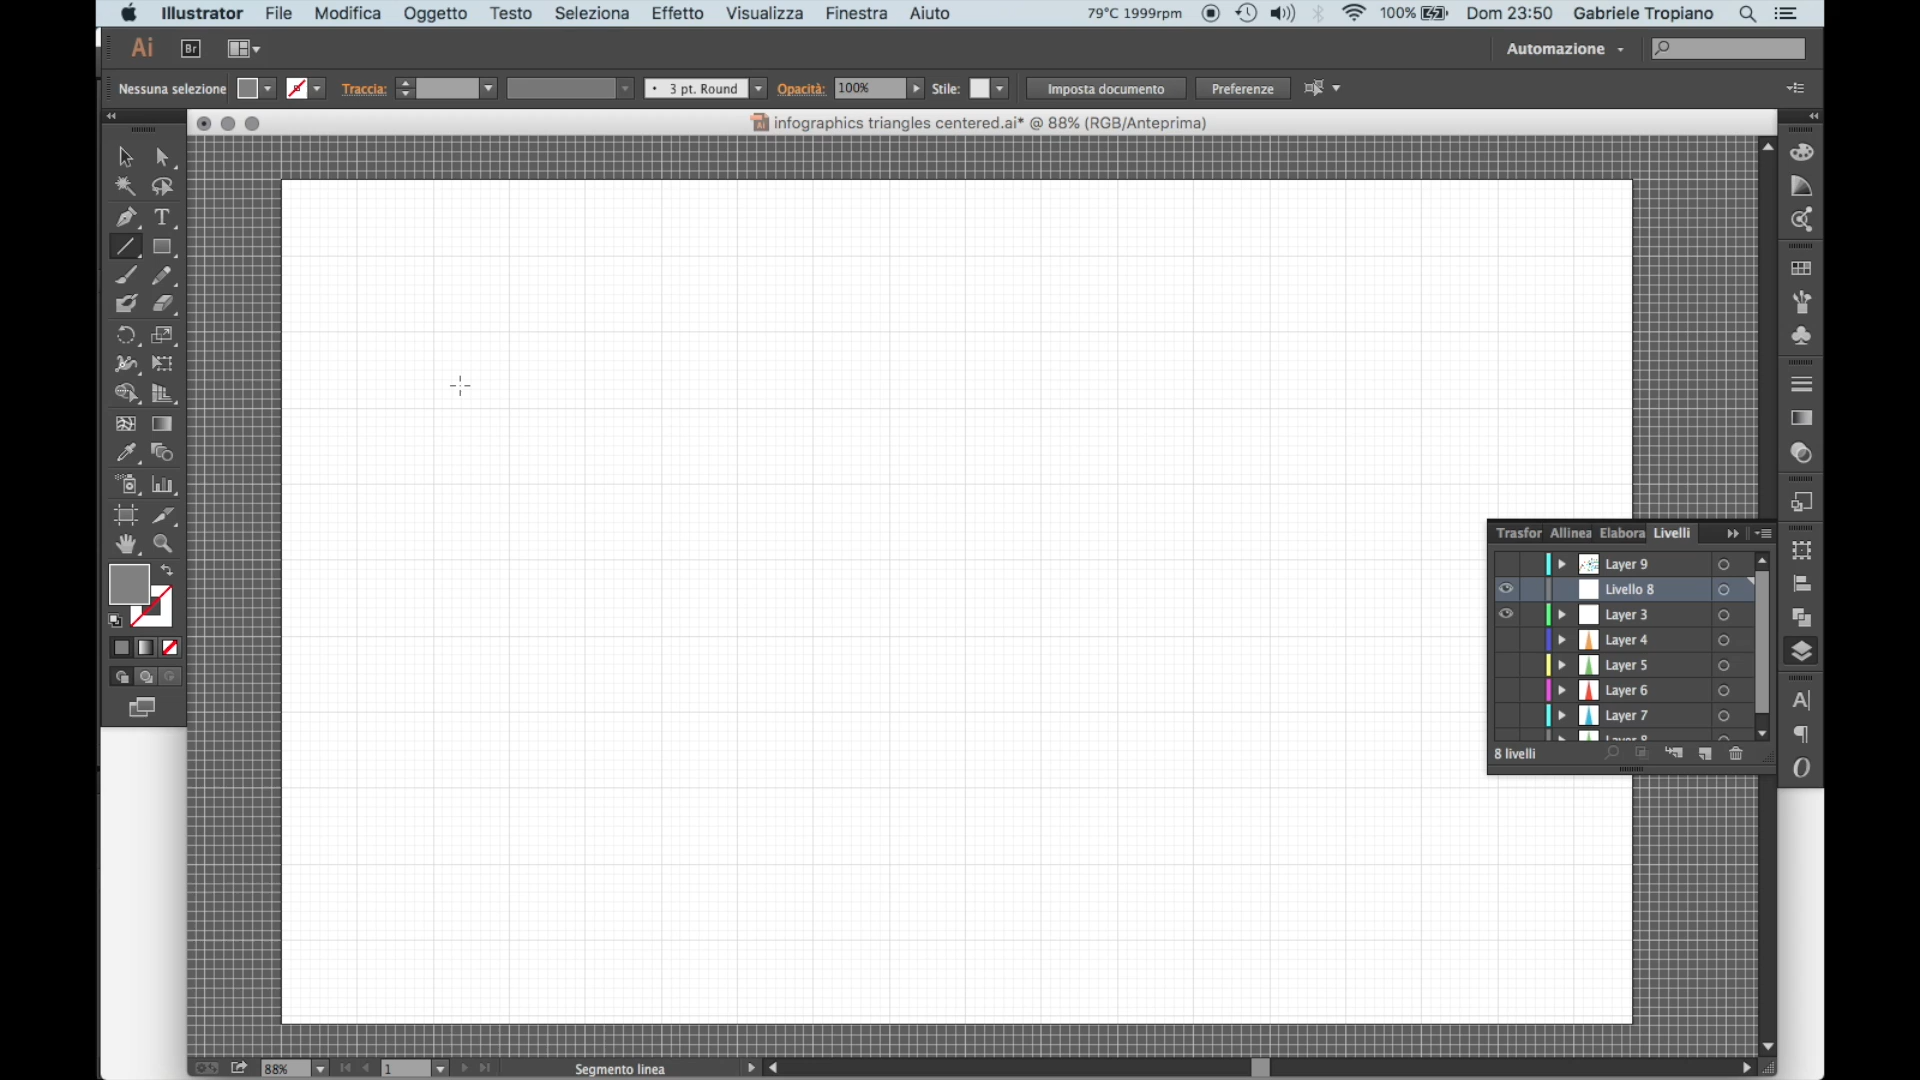 Illustrator File Modifica Oggetto Testo Seleziona Effetto Visualizza Finestra Aiuto 79°C 1999rpm 100% Dom 23:50 Gabriele Tropiano
Ai Br Automazione
Nessuna selezione Traccia: 3 pt. Round Opacità: 100% Stile: Imposta documento Preferenze
infographics triangles centered.ai* @ 88% (RGB/Anteprima)
Trasfor Allinea Elabora Livelli
Layer 9
Livello 8
Layer 3
Layer 4
Layer 5
Layer 6
Layer 7
Layer 8
8 livelli
88% 1 Segmento linea